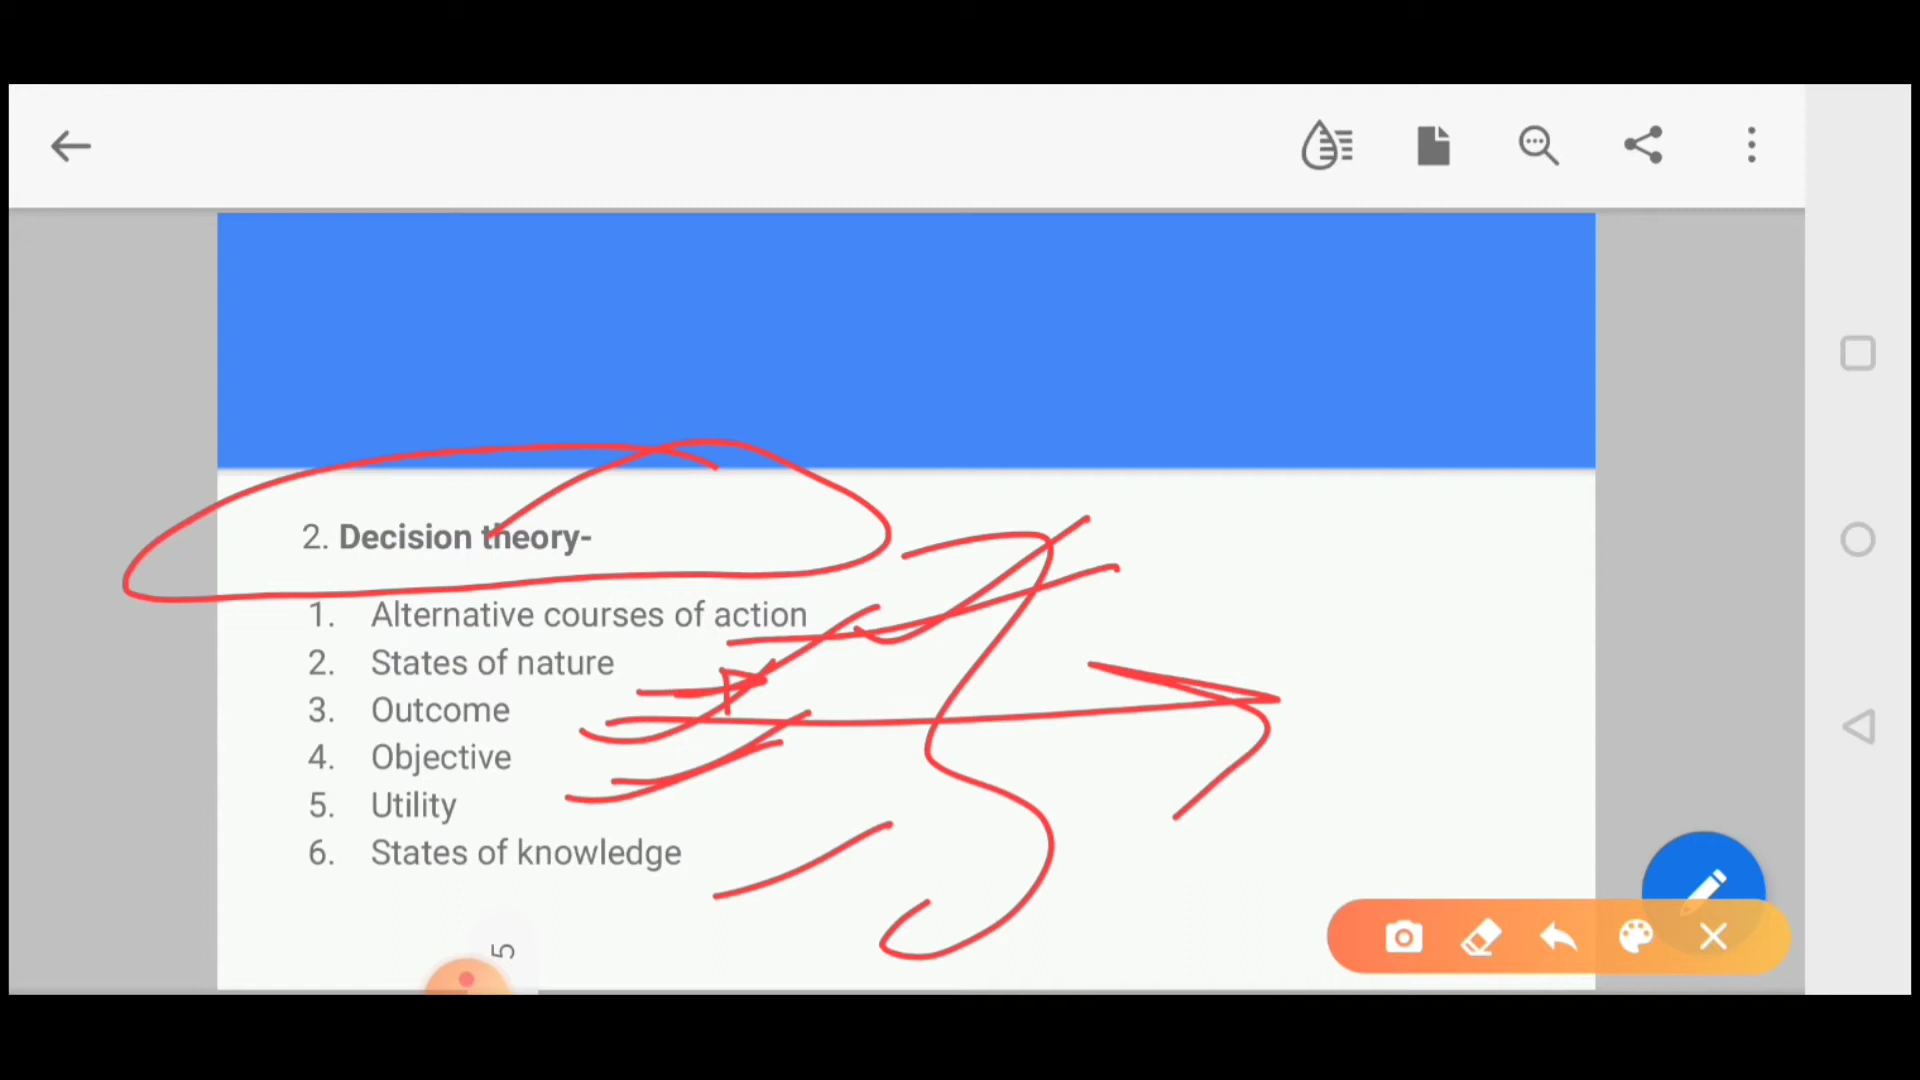 2. Decision theory-
1. Alternative courses of action
2. States of nature
3. Outcome
4. Objective
5. Utility
6. States of knowledge
5